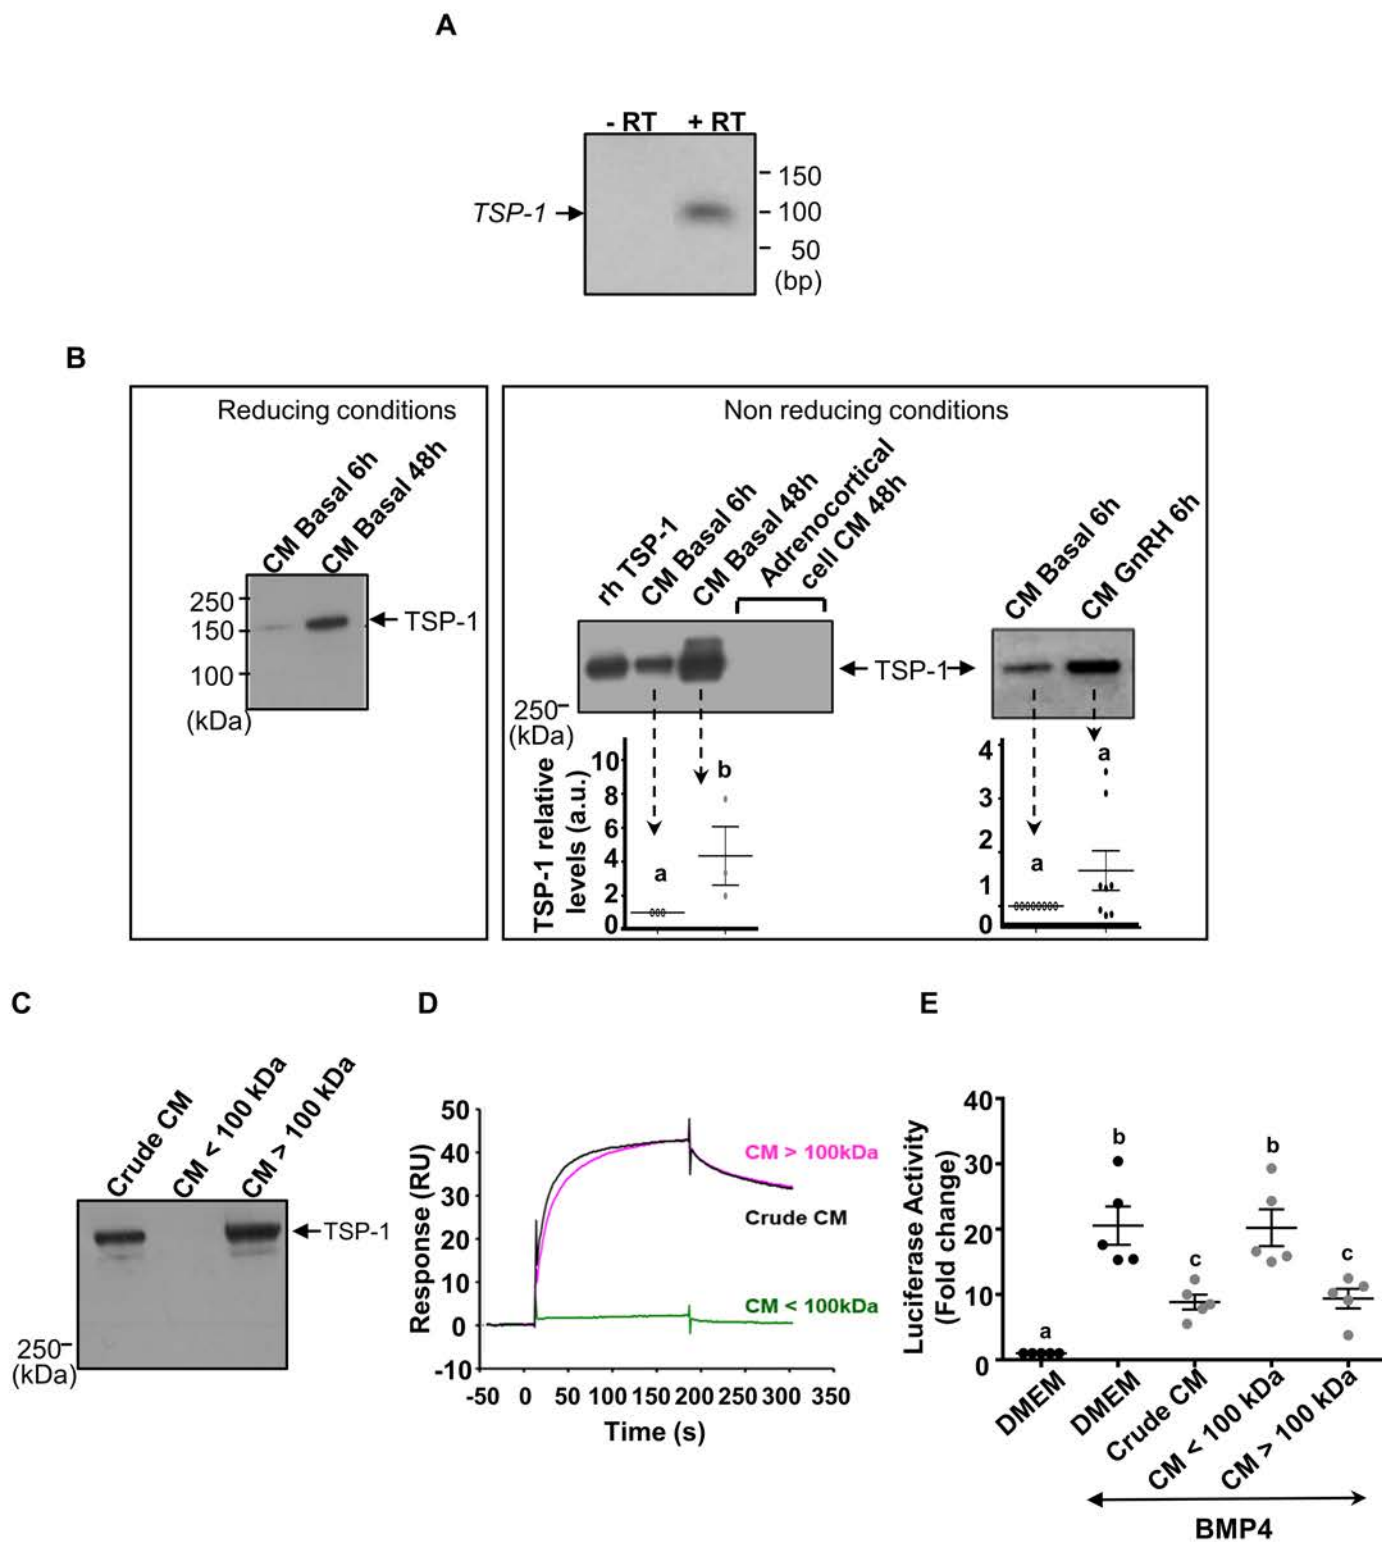 A
- RT + RT
TSP-1
150
100
50
(bp)
B
Reducing conditions
CM Basal 6h
CM Basal 48h
250
150
100
(kDa)
TSP-1
Non reducing conditions
rh TSP-1
CM Basal 6h
CM Basal 48h
Adrenocortical
cell CM 48h
CM Basal 6h
CM GnRH 6h
TSP-1
250
(kDa)
TSP-1 relative
levels (a.u.)
10
8
6
4
2
0
a
b
4
3
2
1
0
a
a
C
Crude CM
CM < 100 kDa
CM > 100 kDa
TSP-1
250
(kDa)
D
Response (RU)
50
40
30
20
10
0
-10
-50 0 50 100 150 200 250 300 350
Time (s)
CM > 100kDa
Crude CM
CM < 100kDa
E
Luciferase Activity
(Fold change)
40
30
20
10
0
a
b
c
b
c
DMEM
DMEM
Crude CM
CM < 100 kDa
CM > 100 kDa
BMP4